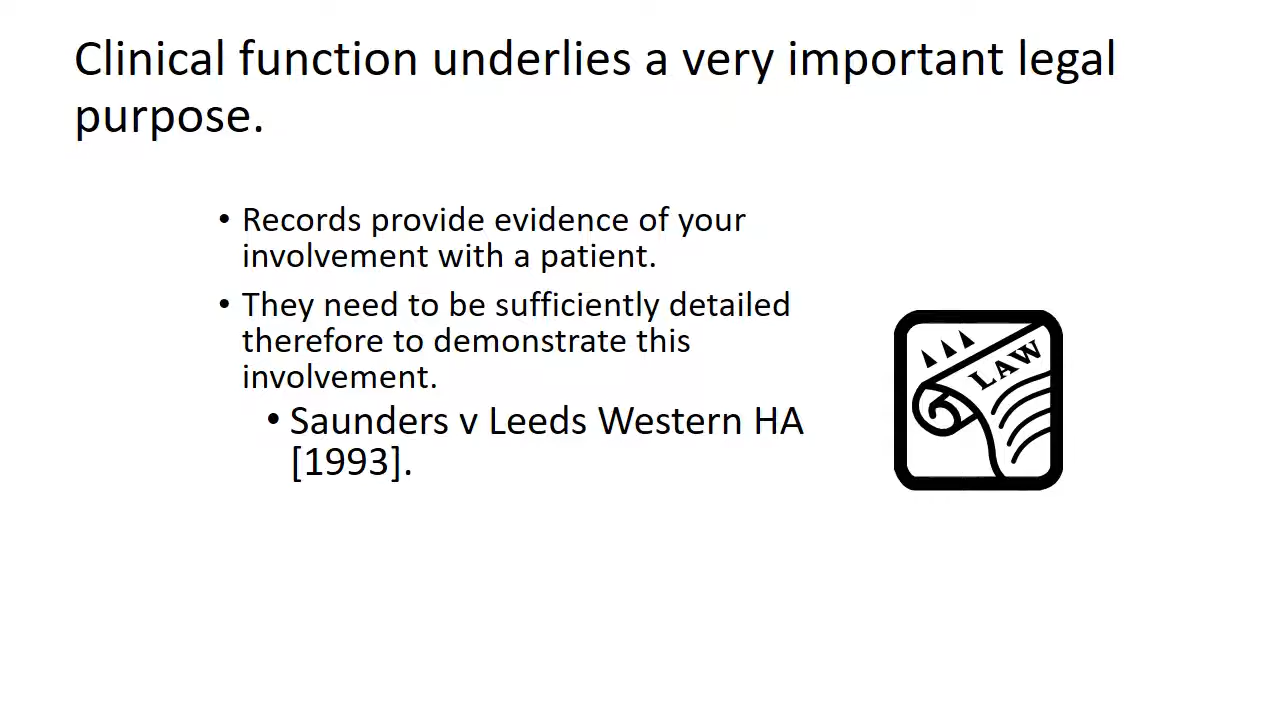 Clinical function underlies a very important legal
purpose.
• Records provide evidence of your
involvement with a patient.
• They need to be sufficiently detailed
therefore to demonstrate this
involvement.
• Saunders v Leeds Western HA
[1993].
LAW